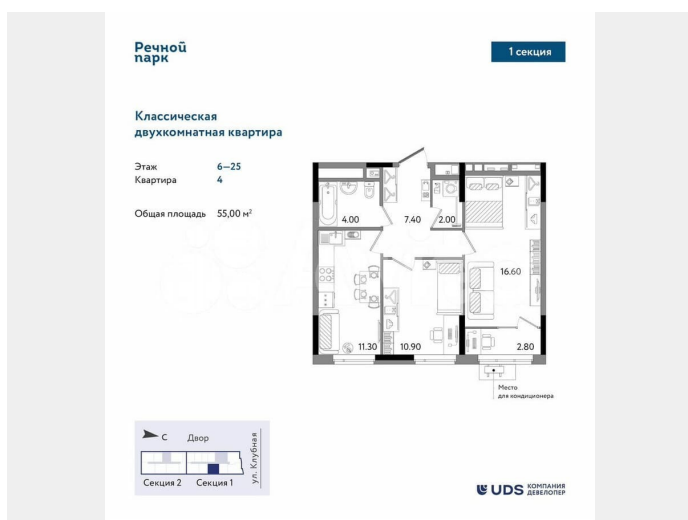 Речной
парк
1 секция
Классическая
двухкомнатная квартира
Этаж 6—25
Квартира 4
Общая площадь 55,00 м²
4.00
7.40
2.00
16.60
11.30
10.90
2.80
Место
для кондиционера
С Двор
ул. Клубная
Секция 2 Секция 1
UDS КОМПАНИЯ
ДЕВЕЛОПЕР